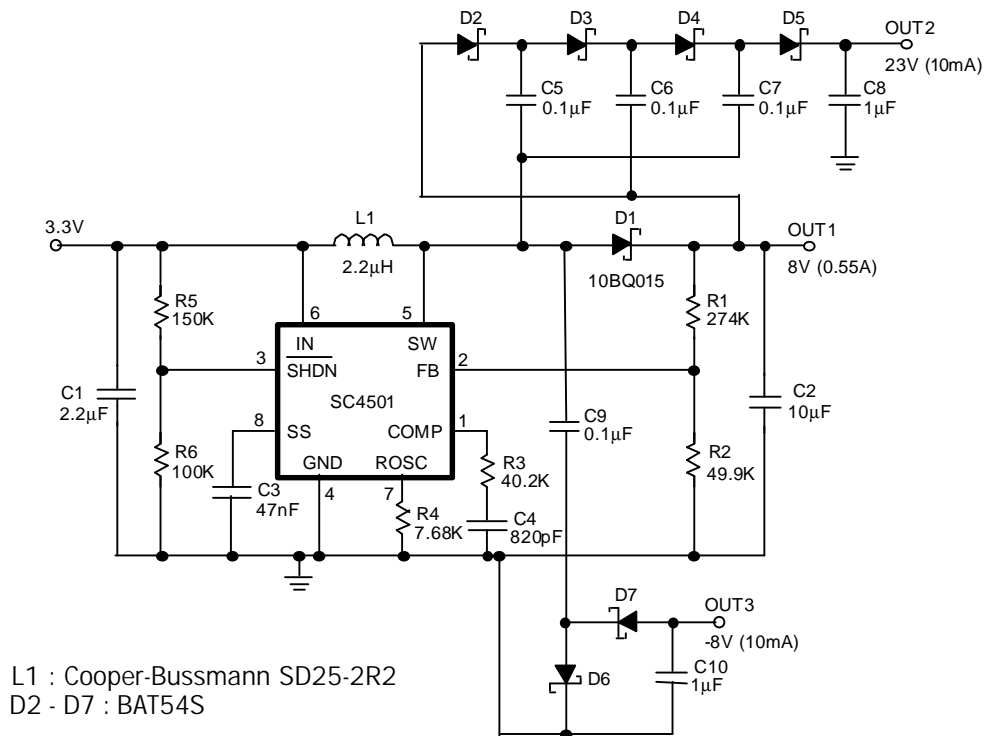 D2
D3
D4
D5
OUT2
23V (10mA)
C5
0.1μF
C6
0.1μF
C7
0.1μF
C8
1μF
3.3V
L1
2.2μH
D1
10BQ015
OUT1
8V (0.55A)
R5
150K
6
5
R1
274K
IN
SW
3
SHDN
FB
2
C1
2.2μF
SC4501
C9
0.1μF
C2
10μF
8
SS
COMP
1
R6
100K
GND
ROSC
R3
40.2K
R2
49.9K
C3
47nF
4
7
R4
7.68K
C4
820pF
D7
OUT3
-8V (10mA)
D6
C10
1μF
L1 : Cooper-Bussmann SD25-2R2
D2 - D7 : BAT54S